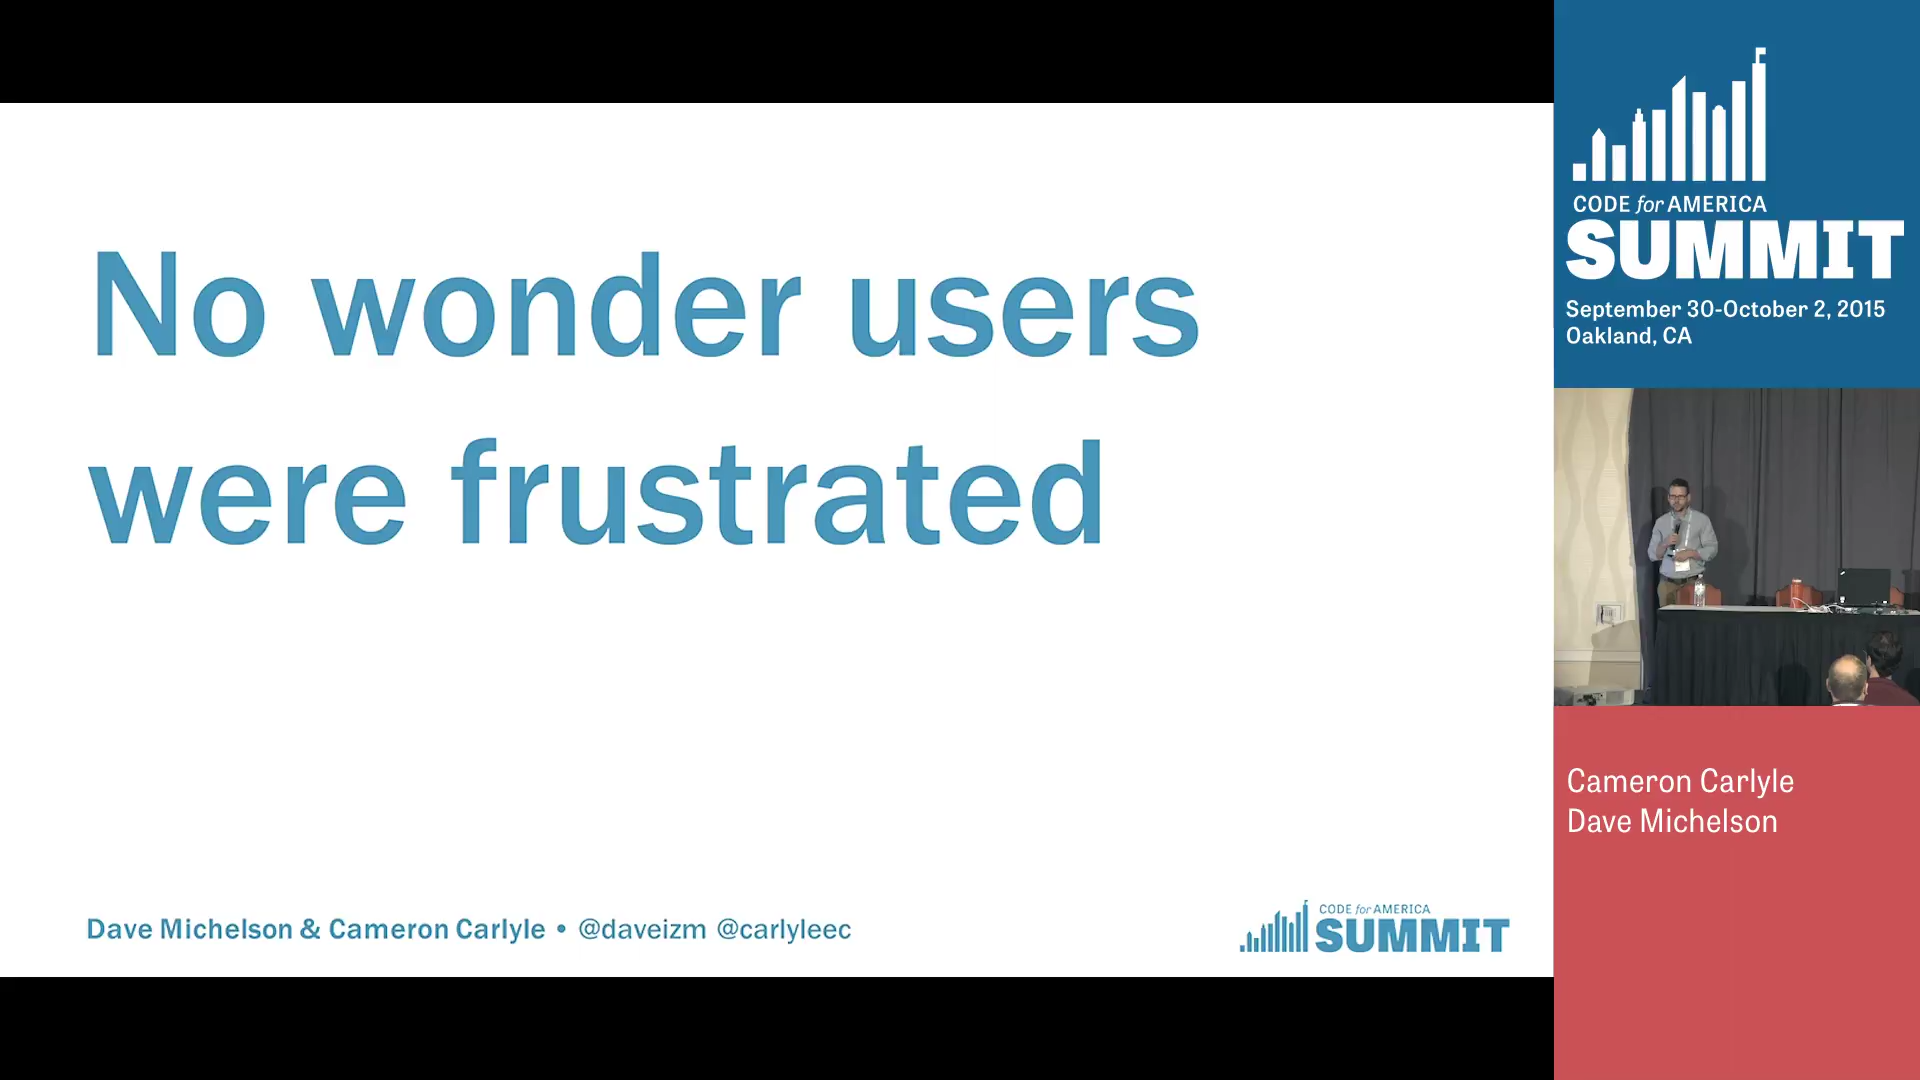 No wonder users
were frustrated
Dave Michelson & Cameron Carlyle • @daveizm @carlyleec
CODE for AMERICA
SUMMIT
CODE for AMERICA
SUMMIT
September 30-October 2, 2015
Oakland, CA
Cameron Carlyle
Dave Michelson